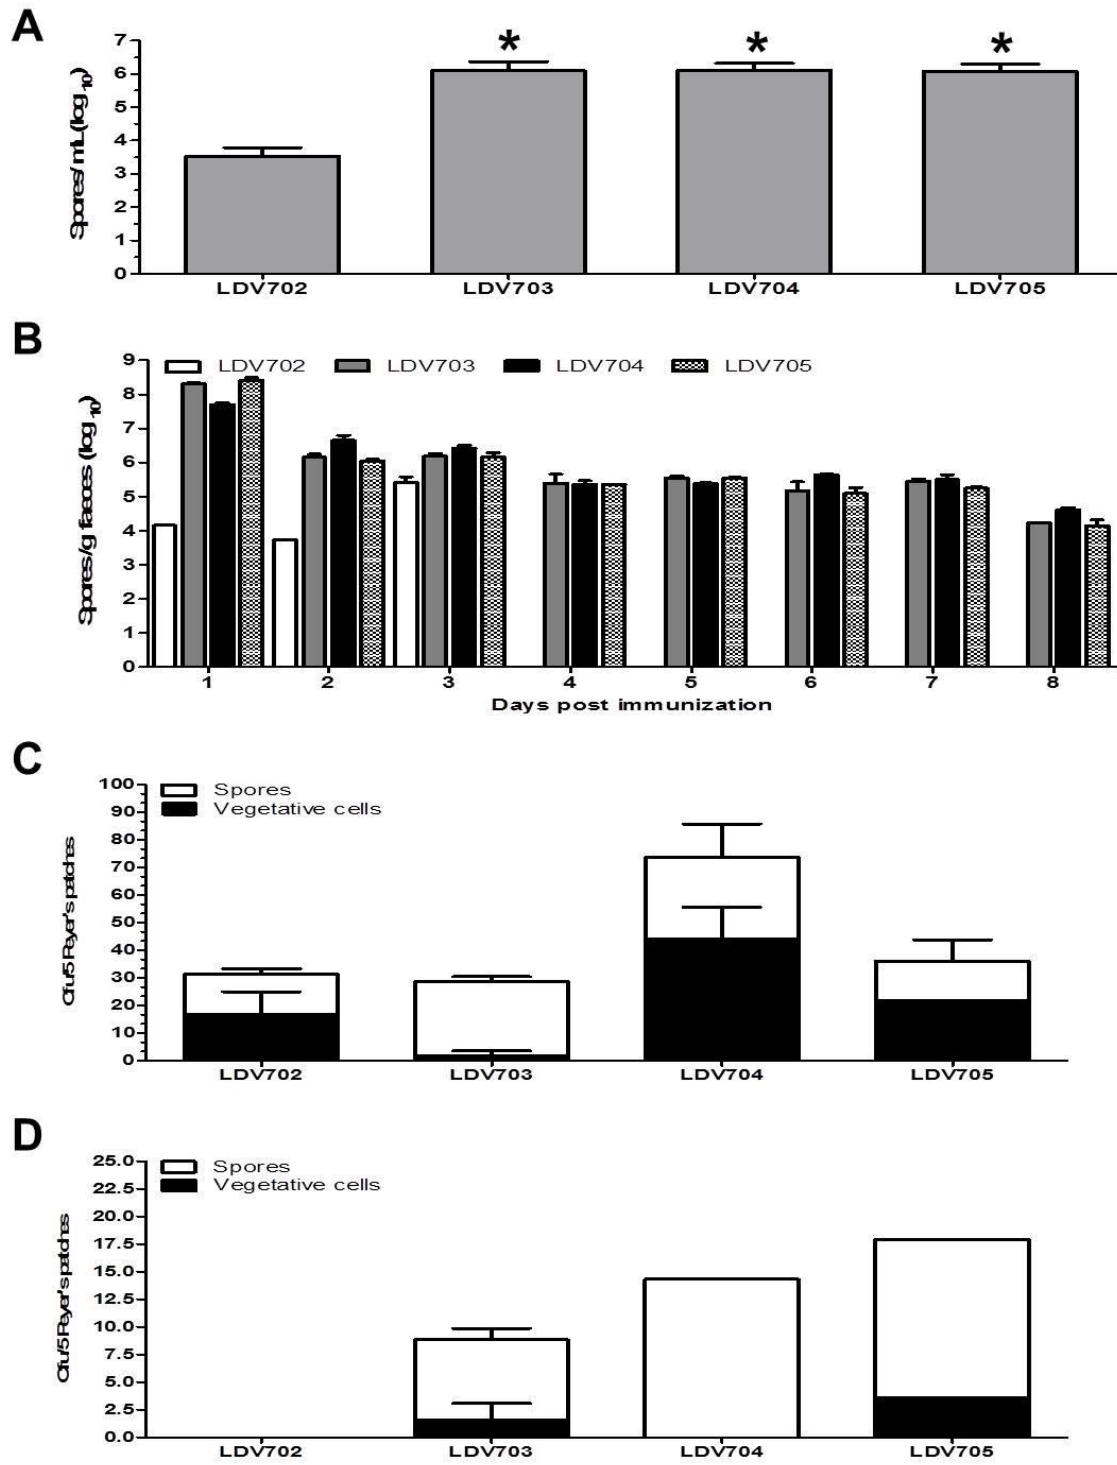 A
Spores/mL (log10)
7
6
5
4
3
2
1
0
* * *
LDV702 LDV703 LDV704 LDV705
B
Spores/g faeces (log10)
9
8
7
6
5
4
3
2
1
0
LDV702 LDV703 LDV704 LDV705
1 2 3 4 5 6 7 8
Days post immunization
C
Cfu/5 Peyer's patches
100
90
80
70
60
50
40
30
20
10
0
Spores
Vegetative cells
LDV702 LDV703 LDV704 LDV705
D
Cfu/5 Peyer's patches
25.0
22.5
20.0
17.5
15.0
12.5
10.0
7.5
5.0
2.5
0.0
Spores
Vegetative cells
LDV702 LDV703 LDV704 LDV705